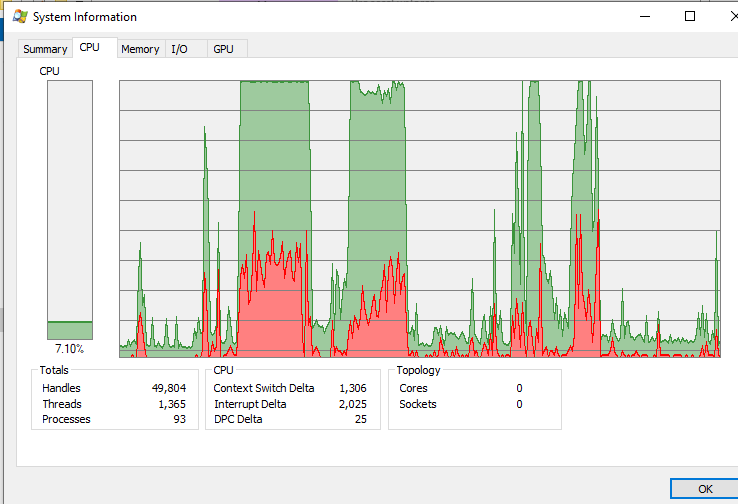 System Information
Summary CPU Memory I/O GPU
CPU
7.10%
Totals
Handles 49,804
Threads 1,365
Processes 93
CPU
Context Switch Delta 1,306
Interrupt Delta 2,025
DPC Delta 25
Topology
Cores 0
Sockets 0
OK